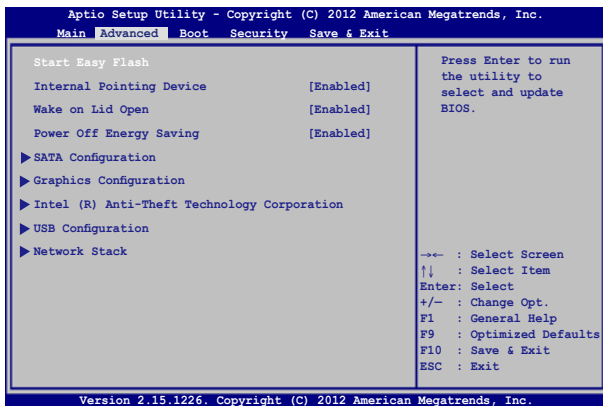 Aptio Setup Utility - Copyright (C) 2012 American Megatrends, Inc.
Main Advanced Boot Security Save & Exit
Start Easy Flash
Internal Pointing Device [Enabled]
Wake on Lid Open [Enabled]
Power Off Energy Saving [Enabled]
SATA Configuration
Graphics Configuration
Intel (R) Anti-Theft Technology Corporation
USB Configuration
Network Stack
Press Enter to run
the utility to
select and update
BIOS.
→← : Select Screen
↑↓ : Select Item
Enter: Select
+/— : Change Opt.
F1 : General Help
F9 : Optimized Defaults
F10 : Save & Exit
ESC : Exit
Version 2.15.1226. Copyright (C) 2012 American Megatrends, Inc.